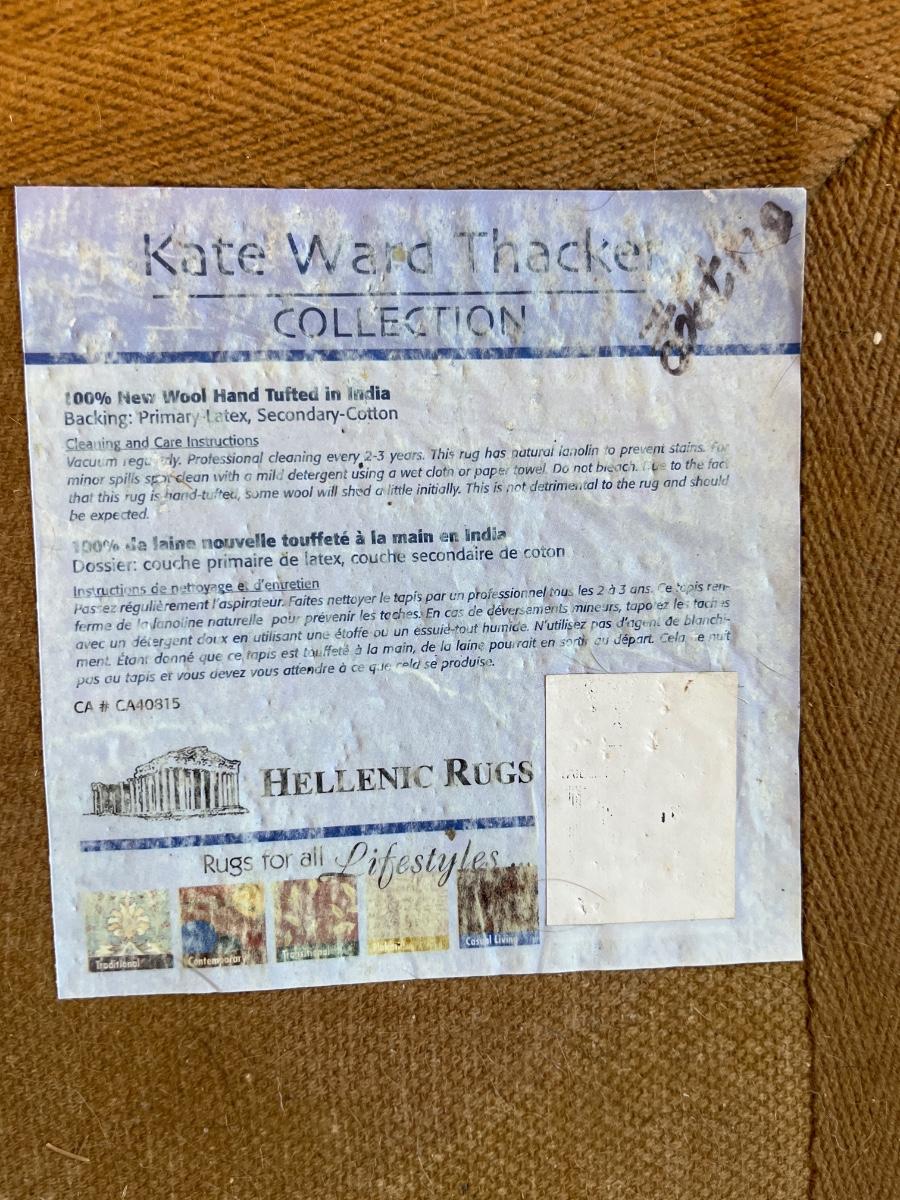 Kate Ward Thacker
COLLECTION
100% New Wool Hand Tufted in India
Backing: Primary-Latex, Secondary-Cotton
Cleaning and Care Instructions
Vacuum regularly. Professional cleaning every 2-3 years. This rug has natural lanolin to prevent stains. For
minor spills spot clean with a mild detergent using a wet cloth or paper towel. Do not bleach. Due to the fact
that this rug is hand-tufted, some wool will shed a little initially. This is not detrimental to the rug and should
be expected.
100% de laine nouvelle touffeté à la main en India
Dossier: couche primaire de latex, couche secondaire de coton
Instructions de nettoyage et d'entretien
Passez régulièrement l'aspirateur. Faites nettoyer le tapis par un professionnel tous les 2 à 3 ans. Ce tapis ren-
ferme de la lanoline naturelle pour prévenir les taches. En cas de déversements mineurs, tapotez les taches
avec un détergent doux en utilisant une étoffe ou un essuie-tout humide. N'utilisez pas d'agent de blanchi-
ment. Étant donné que ce tapis est touffeté à la main, de la laine pourrait en sortir au départ. Cela ne nuit
pas au tapis et vous devez vous attendre à ce que cela se produise.
CA # CA40815
HELLENIC RUGS
Rugs for all Lifestyles...
Traditional
Contemporary
Transitional
Casual Living